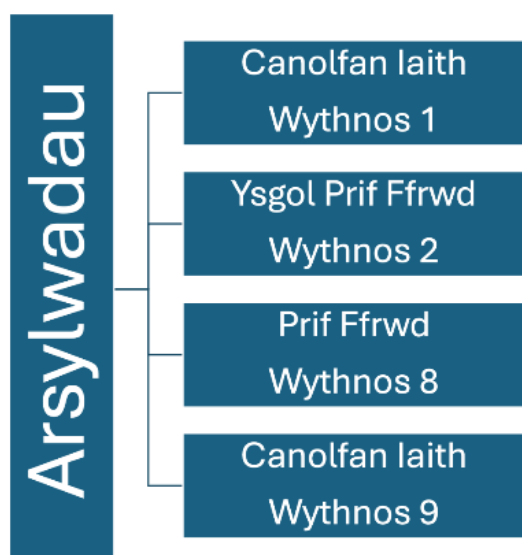 Arsylwadau
Canolfan Iaith
Wythnos 1
Ysgol Prif Ffrwd
Wythnos 2
Prif Ffrwd
Wythnos 8
Canolfan Iaith
Wythnos 9